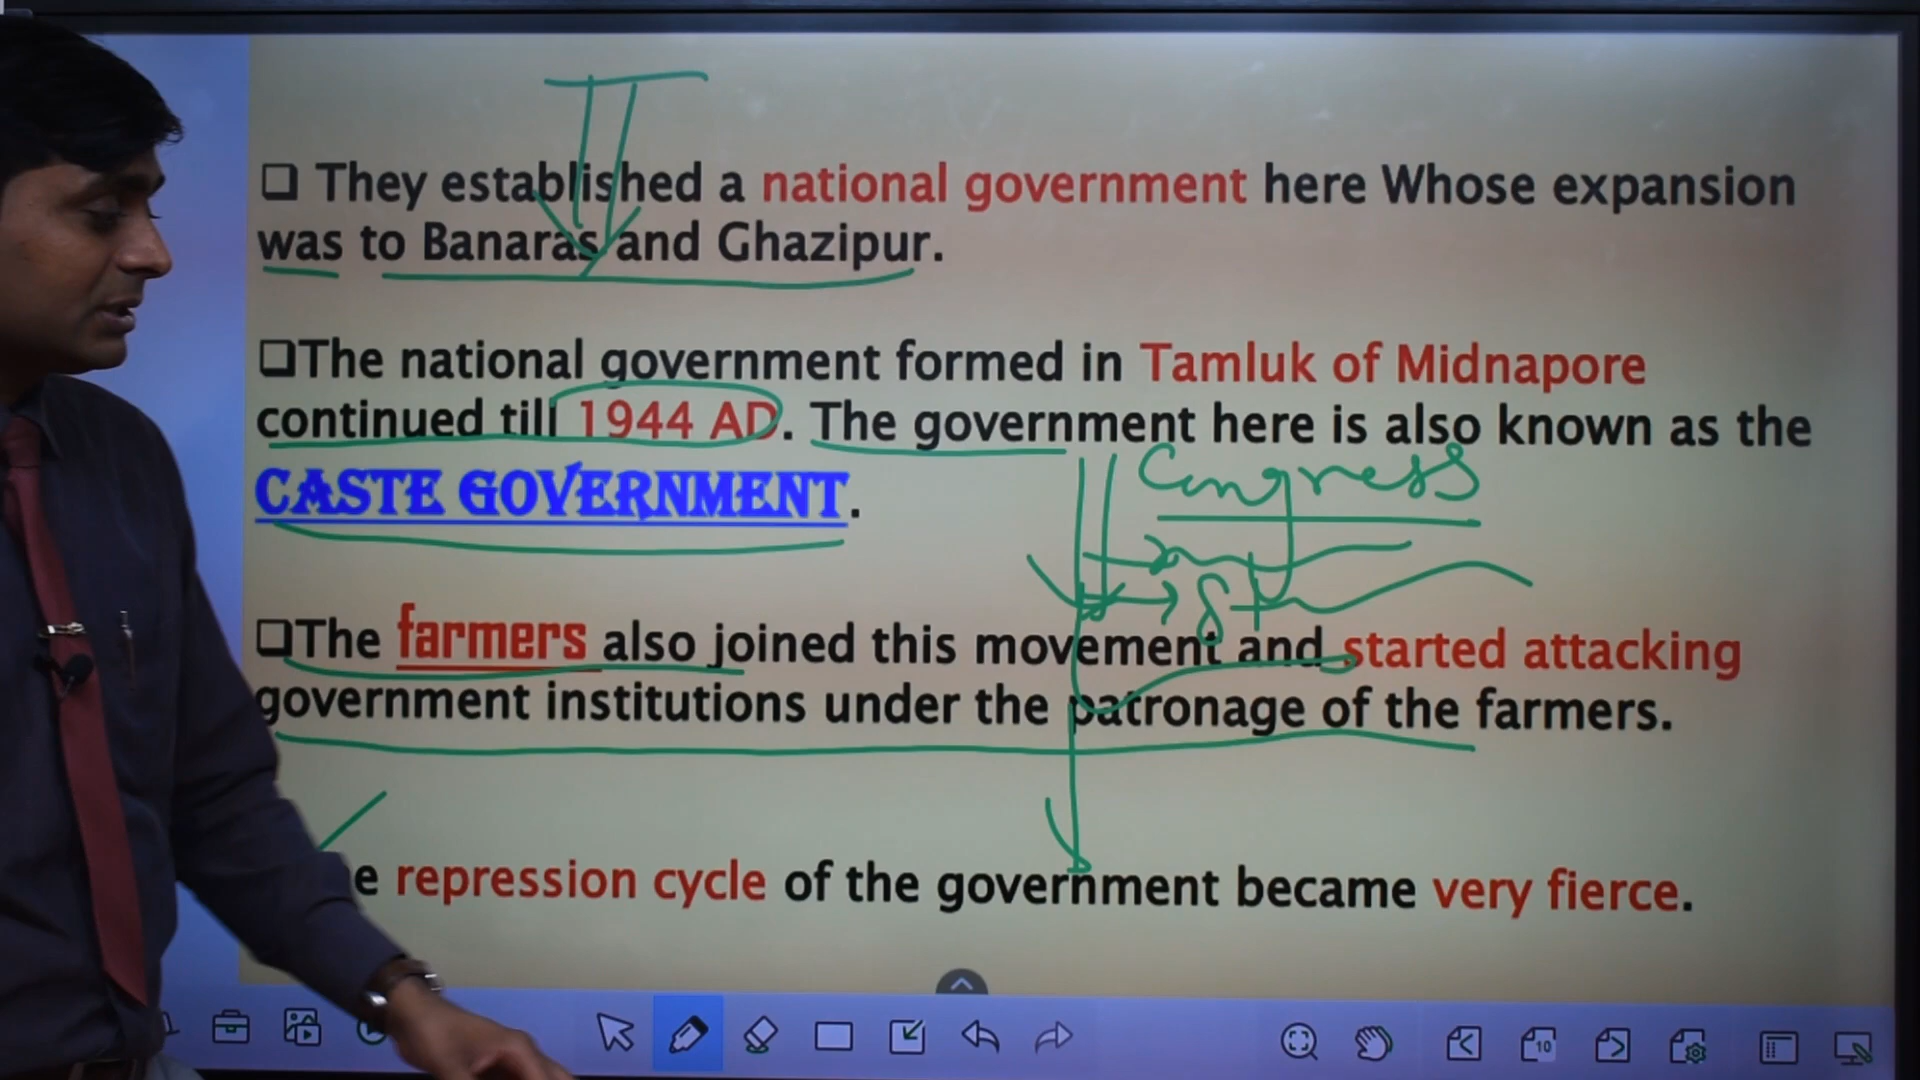 ❑ They established a national government here Whose expansion
was to Banaras and Ghazipur.
❑The national government formed in Tamluk of Midnapore
continued till 1944 AD. The government here is also known as the
CASTE GOVERNMENT.
Congress
❑The farmers also joined this movement and started attacking
government institutions under the patronage of the farmers.
e repression cycle of the government became very fierce.
10